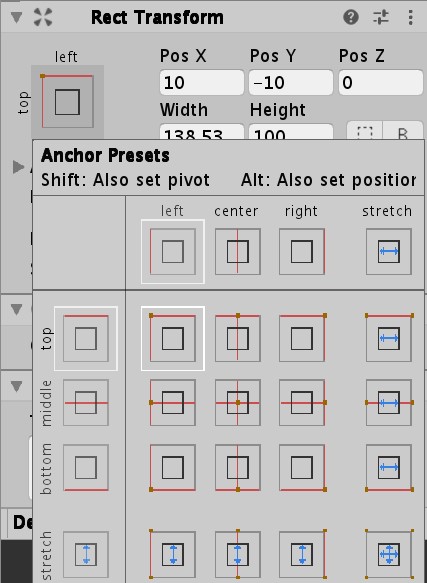 Rect Transform
left
top
Pos X Pos Y Pos Z
10 -10 0
Width Height
138.53 100
R
Anchor Presets
Shift: Also set pivot Alt: Also set position
left center right stretch
top
middle
bottom
stretch
De